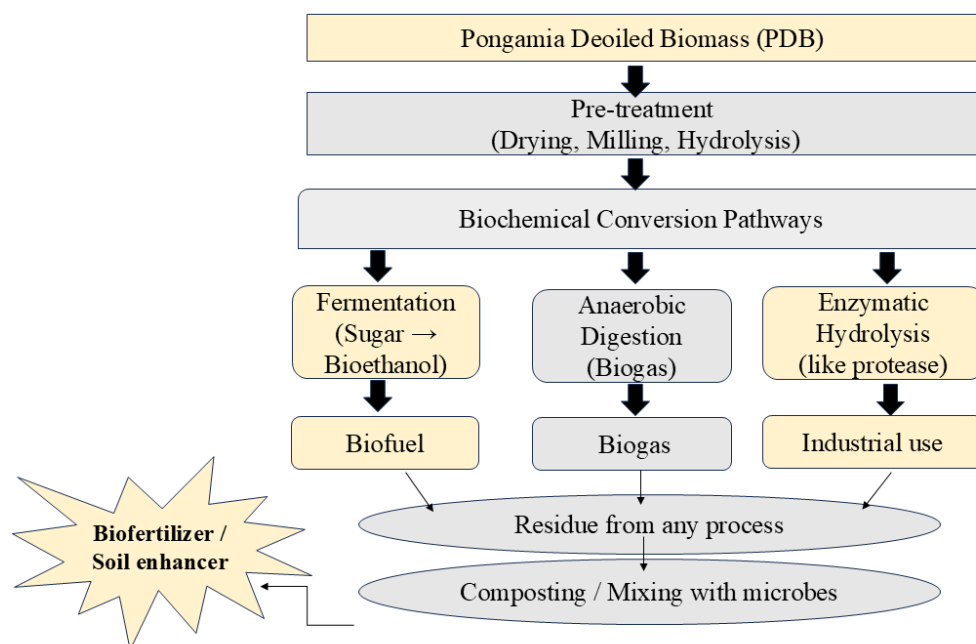 Pongamia Deoiled Biomass (PDB)
Pre-treatment
(Drying, Milling, Hydrolysis)
Biochemical Conversion Pathways
Fermentation
(Sugar →
Bioethanol)
Anaerobic
Digestion
(Biogas)
Enzymatic
Hydrolysis
(like protease)
Biofuel
Biogas
Industrial use
Residue from any process
Composting / Mixing with microbes
Biofertilizer /
Soil enhancer